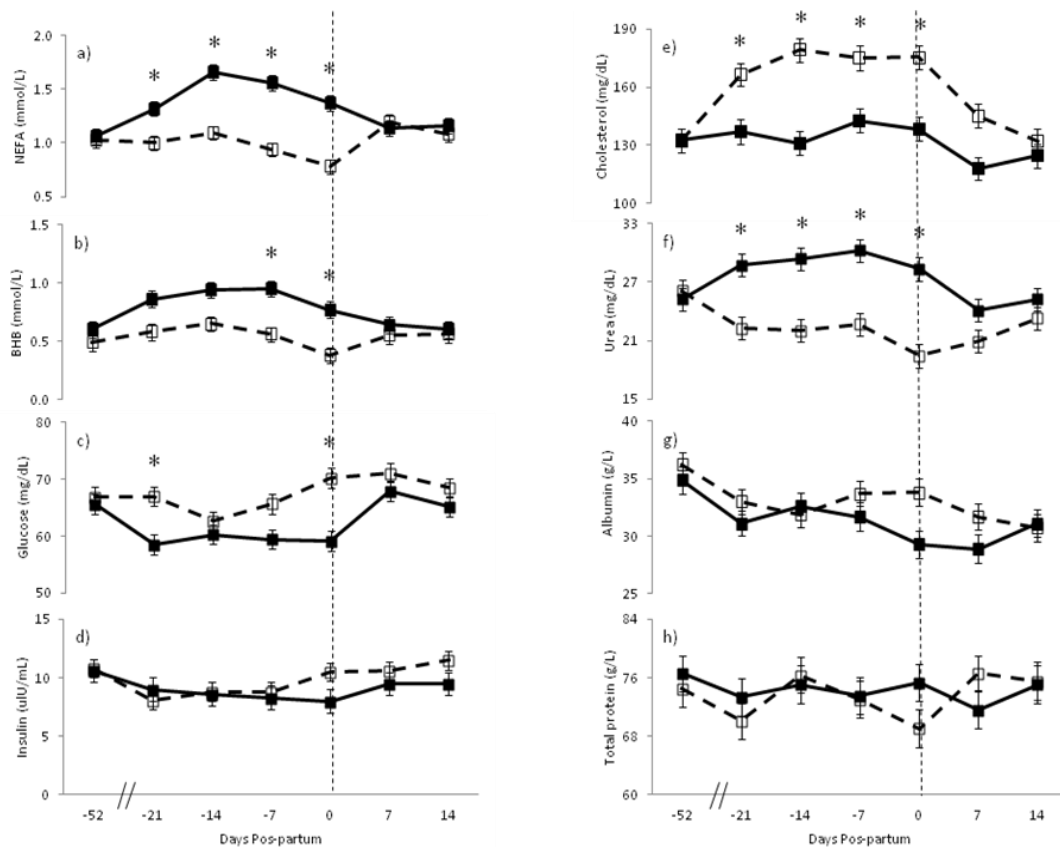 a)
NEFA (mmol/L)
2.0
1.5
1.0
0.5
* * * *
b)
BHB (mmol/L)
1.5
1.0
0.5
0.0
* *
c)
Glucose (mg/dL)
80
70
60
50
* *
d)
Insulin (uIU/mL)
15
10
5
0
-52 -21 -14 -7 0 7 14
Days Pos-partum
e)
Cholesterol (mg/dL)
190
160
130
100
* * * *
f)
Urea (mg/dL)
33
27
21
15
* * * *
g)
Albumin (g/L)
40
35
30
25
h)
Total protein (g/L)
84
76
68
60
-52 -21 -14 -7 0 7 14
Days Pos-partum